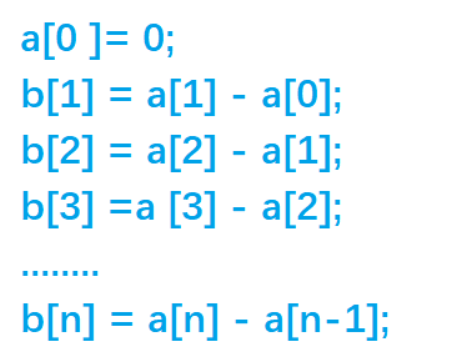 a[0 ]= 0;
b[1] = a[1] - a[0];
b[2] = a[2] - a[1];
b[3] =a [3] - a[2];
........
b[n] = a[n] - a[n-1];